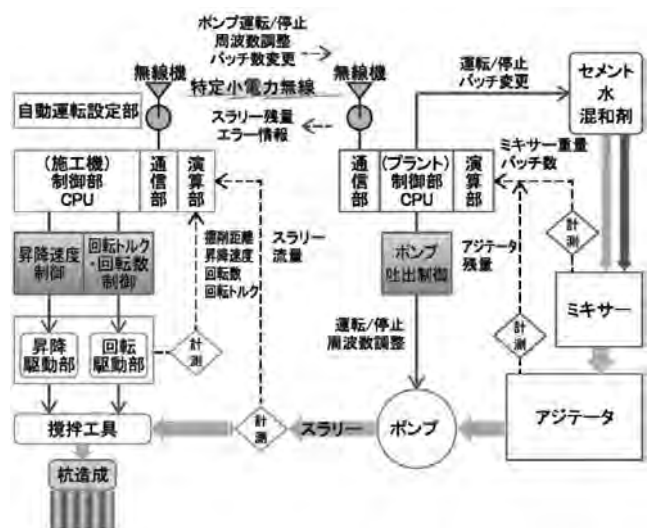 ポンプ運転/停止
周波数調整
バッチ数変更
無線機
無線機
特定小電力無線
スラリー残量
エラー情報
自動運転設定部
運転/停止
バッチ変更
セメント
水
混和剤
(施工機)
制御部
CPU
通信部
演算部
通信部
(プラント)
制御部
CPU
演算部
ミキサー重量
バッチ数
昇降速度
制御
回転トルク
・回転数
制御
掘削距離
昇降速度
回転数
回転トルク
スラリー
流量
ポンプ
吐出制御
アジテータ
残量
計測
ミキサー
昇降
駆動部
回転
駆動部
計測
運転/停止
周波数調整
計測
撹拌工具
計測
スラリー
ポンプ
アジテータ
杭造成